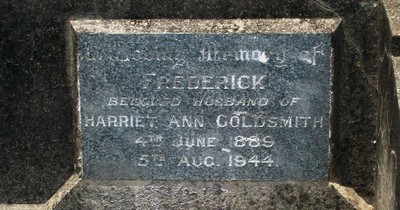 In Loving Memory of
FREDERICK
BELOVED HUSBAND OF
HARRIET ANN GOLDSMITH
4TH JUNE 1889
5TH AUG. 1944